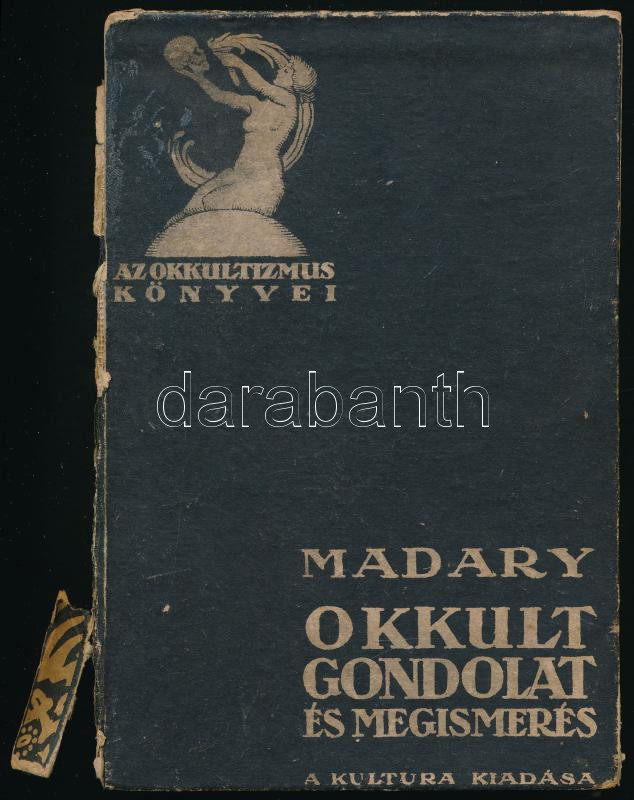 AZ OKKULTIZMUS
KÖNYVEI
darabanth
MADARY
OKKULT
GONDOLAT
ÉS MEGISMERÉS
A KULTURA KIADÁSA